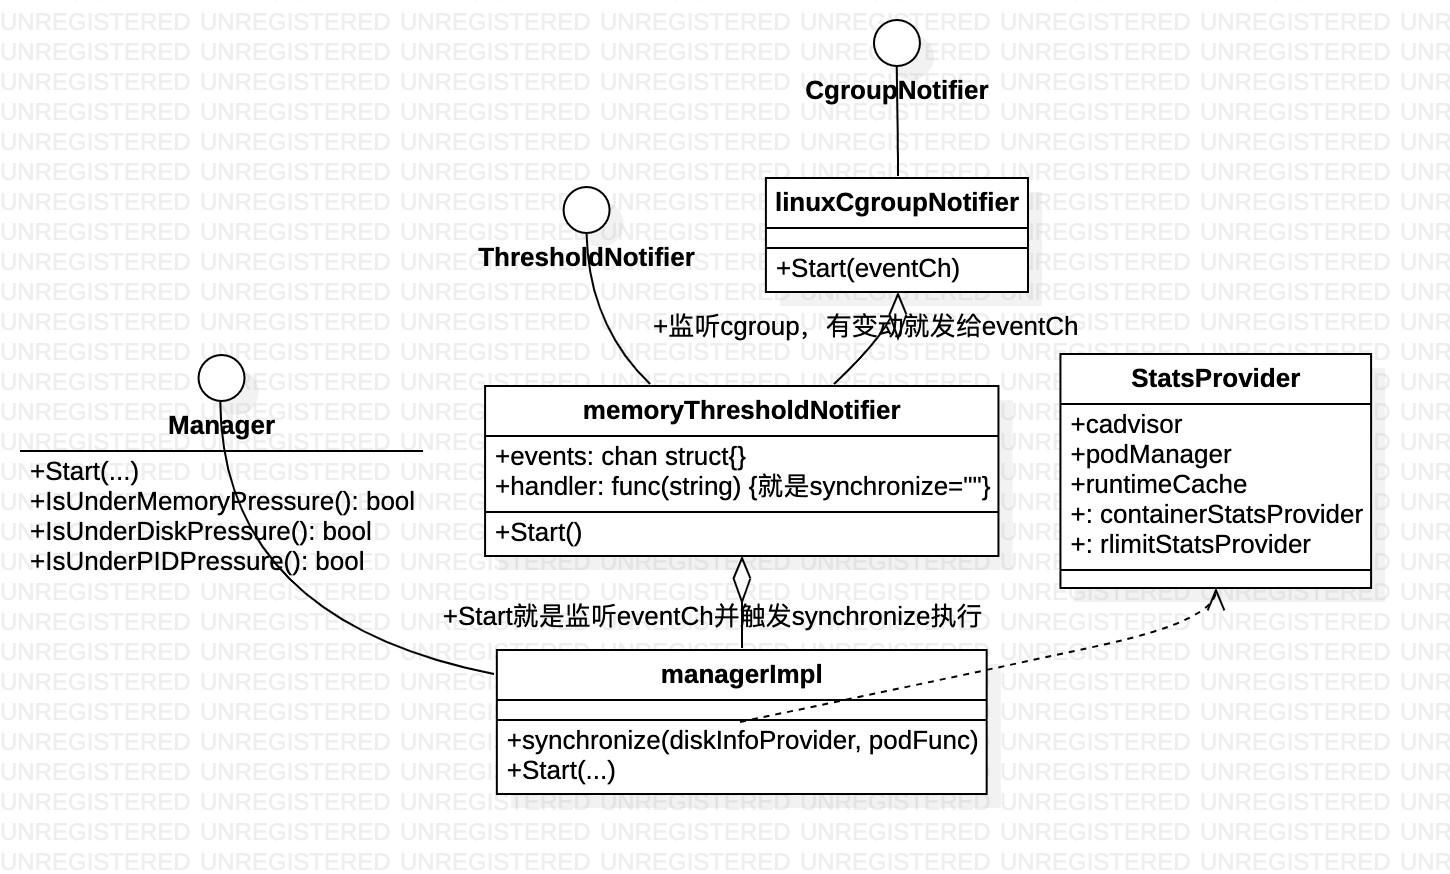 CgroupNotifier
linuxCgroupNotifier
+Start(eventCh)
ThresholdNotifier
+监听cgroup，有变动就发给eventCh
memoryThresholdNotifier
+events: chan struct{}
+handler: func(string) {就是synchronize=""}
+Start()
StatsProvider
+cadvisor
+podManager
+runtimeCache
+: containerStatsProvider
+: rlimitStatsProvider
Manager
+Start(...)
+IsUnderMemoryPressure(): bool
+IsUnderDiskPressure(): bool
+IsUnderPIDPressure(): bool
+Start就是监听eventCh并触发synchronize执行
managerImpl
+synchronize(diskInfoProvider, podFunc)
+Start(...)
UNREGISTERED